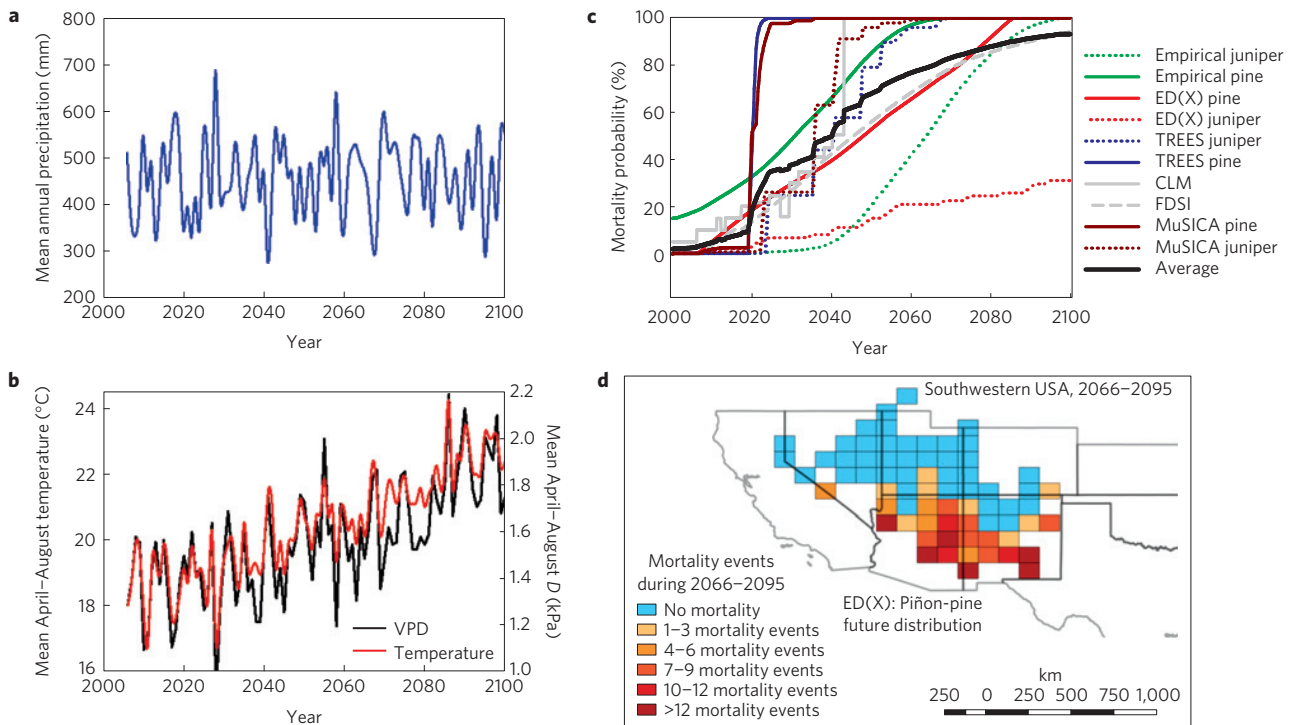 a
Mean annual precipitation (mm)
800
700
600
500
400
300
200
2000 2020 2040 2060 2080 2100
Year
b
Mean April–August temperature (°C)
24
22
20
18
16
2.2
2.0
1.8
1.6
1.4
1.2
1.0
Mean April–August D (kPa)
VPD
Temperature
2000 2020 2040 2060 2080 2100
Year
c
Mortality probability (%)
100
80
60
40
20
0
2000 2020 2040 2060 2080 2100
Year
Empirical juniper
Empirical pine
ED(X) pine
ED(X) juniper
TREES juniper
TREES pine
CLM
FDSI
MuSICA pine
MuSICA juniper
Average
d
Southwestern USA, 2066–2095
Mortality events
during 2066–2095
No mortality
1–3 mortality events
4–6 mortality events
7–9 mortality events
10–12 mortality events
>12 mortality events
ED(X): Piñon-pine
future distribution
km
250 0 250 500 750 1,000